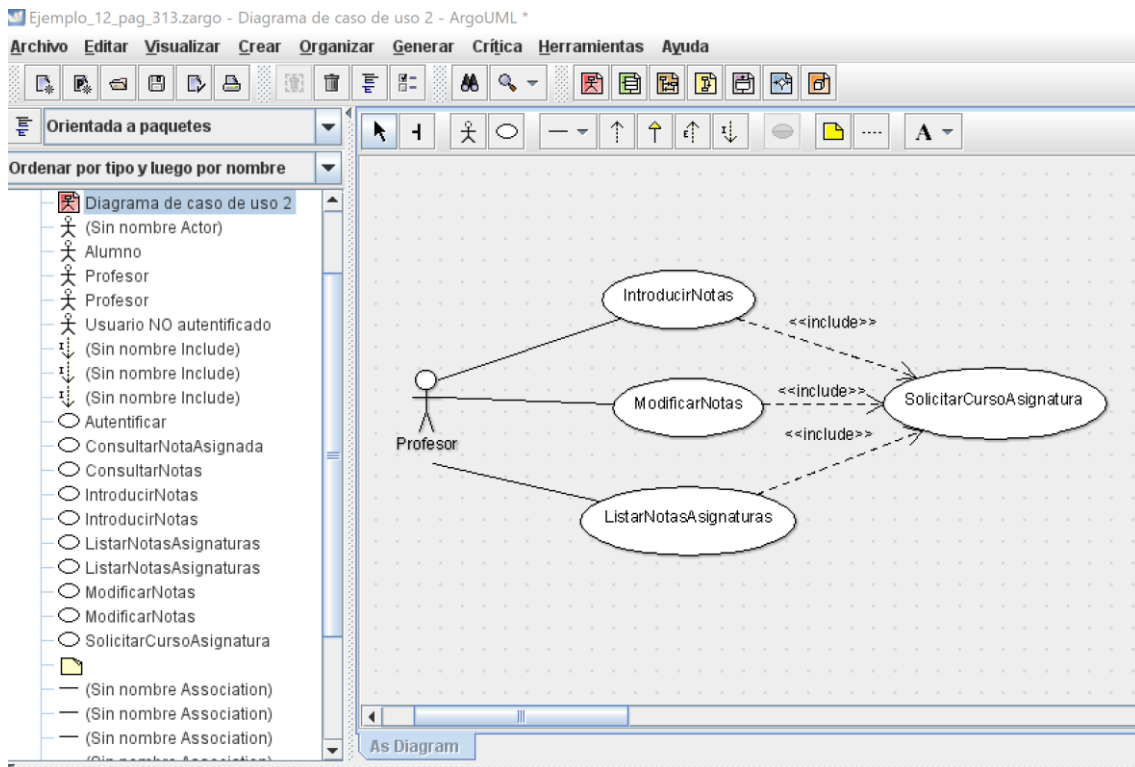 Ejemplo_12_pag_313.zargo - Diagrama de caso de uso 2 - ArgoUML *
Archivo Editar Visualizar Crear Organizar Generar Crítica Herramientas Ayuda
Orientada a paquetes
Ordenar por tipo y luego por nombre
Diagrama de caso de uso 2
(Sin nombre Actor)
Alumno
Profesor
Profesor
Usuario NO autentificado
(Sin nombre Include)
(Sin nombre Include)
(Sin nombre Include)
Autentificar
ConsultarNotaAsignada
ConsultarNotas
IntroducirNotas
IntroducirNotas
ListarNotasAsignaturas
ListarNotasAsignaturas
ModificarNotas
ModificarNotas
SolicitarCursoAsignatura
(Sin nombre Association)
(Sin nombre Association)
(Sin nombre Association)
(Sin nombre Association)
A
IntroducirNotas
<<include>>
ModificarNotas
<<include>>
SolicitarCursoAsignatura
<<include>>
Profesor
ListarNotasAsignaturas
As Diagram